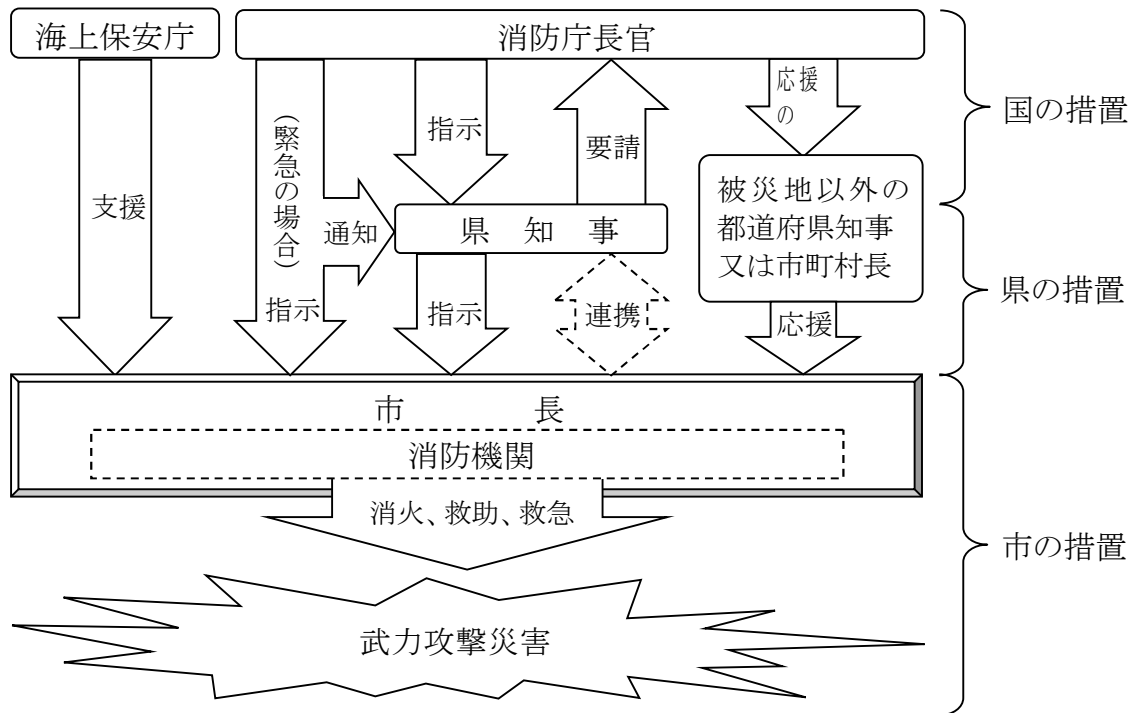 海上保安庁
消防庁長官
国の措置
支援
(緊急の場合)
指示
通知
指示
要請
応援
の
県知事
被災地以外の
都道府県知事
又は市町村長
県の措置
指示
連携
応援
市長
消防機関
消火、救助、救急
武力攻撃災害
市の措置